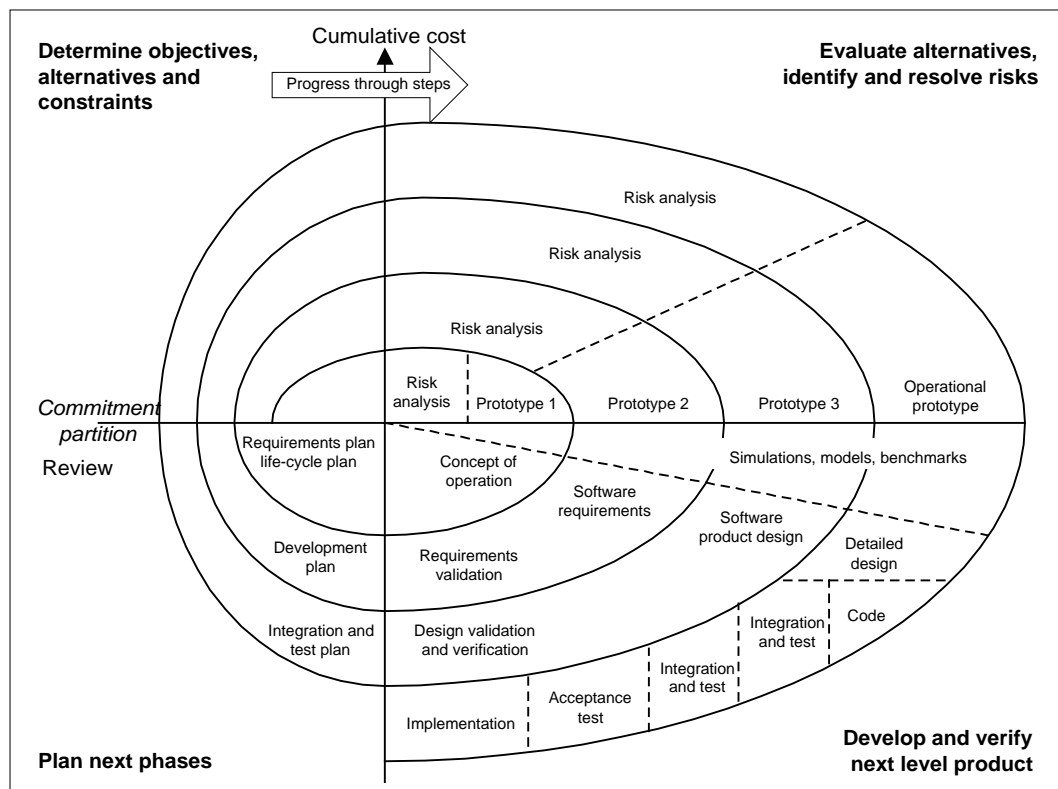 Determine objectives,
alternatives and
constraints
Cumulative cost
Progress through steps
Evaluate alternatives,
identify and resolve risks
Risk analysis
Risk analysis
Risk analysis
Risk
analysis
Prototype 1
Prototype 2
Prototype 3
Operational
prototype
Commitment
partition
Review
Requirements plan
life-cycle plan
Concept of
operation
Simulations, models, benchmarks
Software
requirements
Software
product design
Detailed
design
Development
plan
Requirements
validation
Integration and
test plan
Design validation
and verification
Integration
and test
Code
Integration
and test
Acceptance
test
Implementation
Plan next phases
Develop and verify
next level product